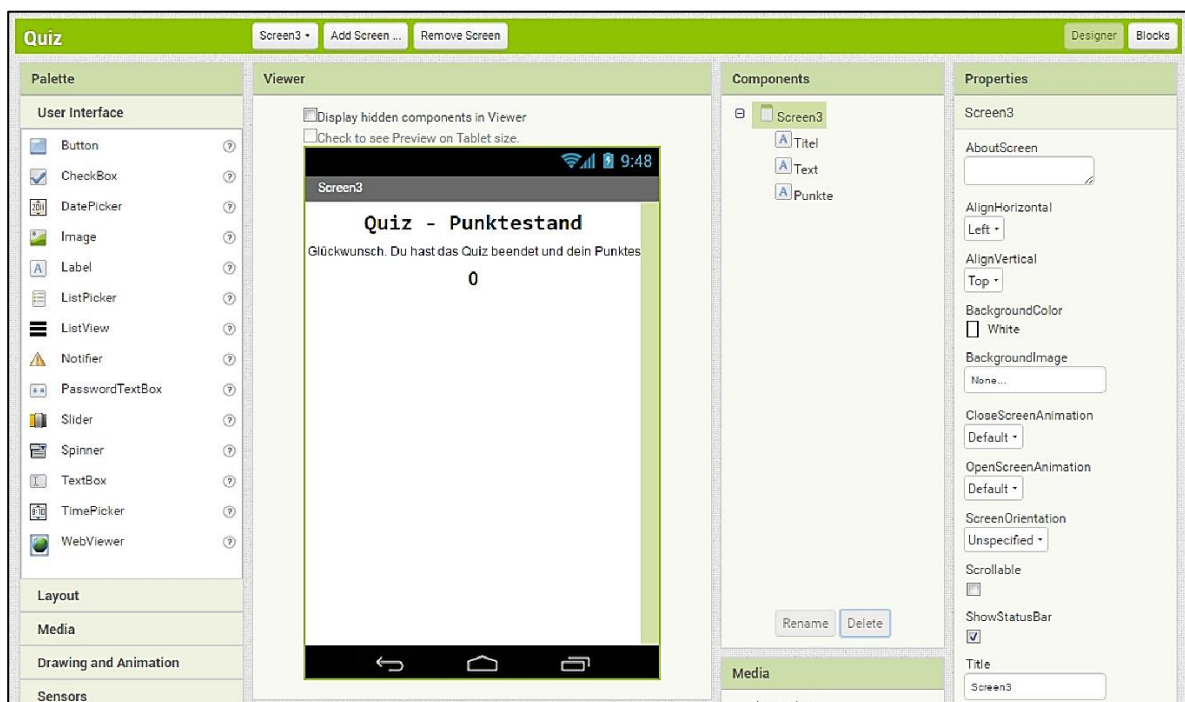 Quiz
Screen3
Add Screen ...
Remove Screen
Designer
Blocks
Palette
User Interface
Button
CheckBox
DatePicker
Image
Label
ListPicker
ListView
Notifier
PasswordTextBox
Slider
Spinner
TextBox
TimePicker
WebViewer
Layout
Media
Drawing and Animation
Sensors
Viewer
Display hidden components in Viewer
Check to see Preview on Tablet size.
9:48
Screen3
Quiz - Punktestand
Glückwunsch. Du hast das Quiz beendet und dein Punktes
0
Components
Screen3
Titel
Text
Punkte
Rename
Delete
Media
Properties
Screen3
AboutScreen
AlignHorizontal
Left
AlignVertical
Top
BackgroundColor
White
BackgroundImage
None...
CloseScreenAnimation
Default
OpenScreenAnimation
Default
ScreenOrientation
Unspecified
Scrollable
ShowStatusBar
Title
Screen3